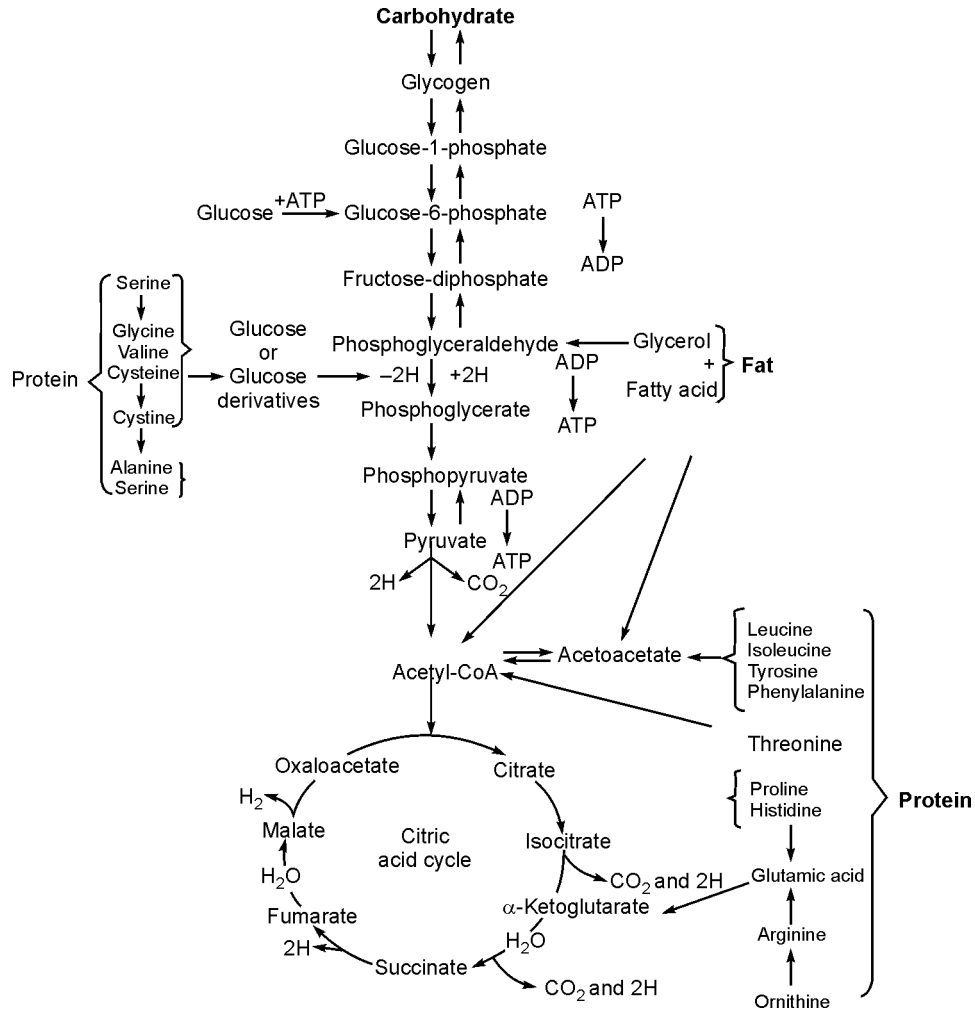 Carbohydrate
Glycogen
Glucose-1-phosphate
Glucose
+ATP
Glucose-6-phosphate
ATP
ADP
Fructose-diphosphate
Protein
Serine
Glycine
Valine
Cysteine
Cystine
Alanine
Serine
Glucose
or
Glucose
derivatives
Phosphoglyceraldehyde
–2H
+2H
ADP
ATP
Glycerol
+
Fatty acid
Fat
Phosphoglycerate
Phosphopyruvate
ADP
ATP
Pyruvate
2H
CO2
Acetyl-CoA
Acetoacetate
Leucine
Isoleucine
Tyrosine
Phenylalanine
Threonine
Proline
Histidine
Glutamic acid
Arginine
Ornithine
Protein
Oxaloacetate
Citrate
H2
Malate
Citric
acid cycle
Isocitrate
CO2 and 2H
H2O
α-Ketoglutarate
Fumarate
H2O
2H
Succinate
CO2 and 2H